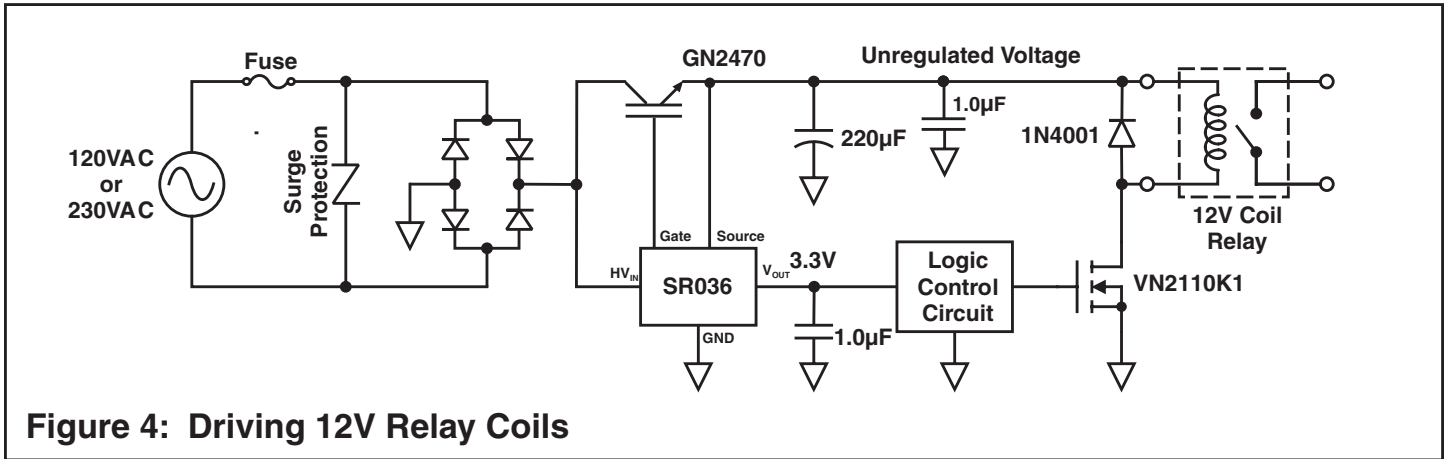 Fuse
GN2470
Unregulated Voltage
120VAC
or
230VAC
Surge
Protection
220µF
1.0µF
1N4001
12V Coil
Relay
Gate
Source
HVIN
SR036
VOUT
3.3V
GND
1.0µF
Logic
Control
Circuit
VN2110K1
Figure 4: Driving 12V Relay Coils